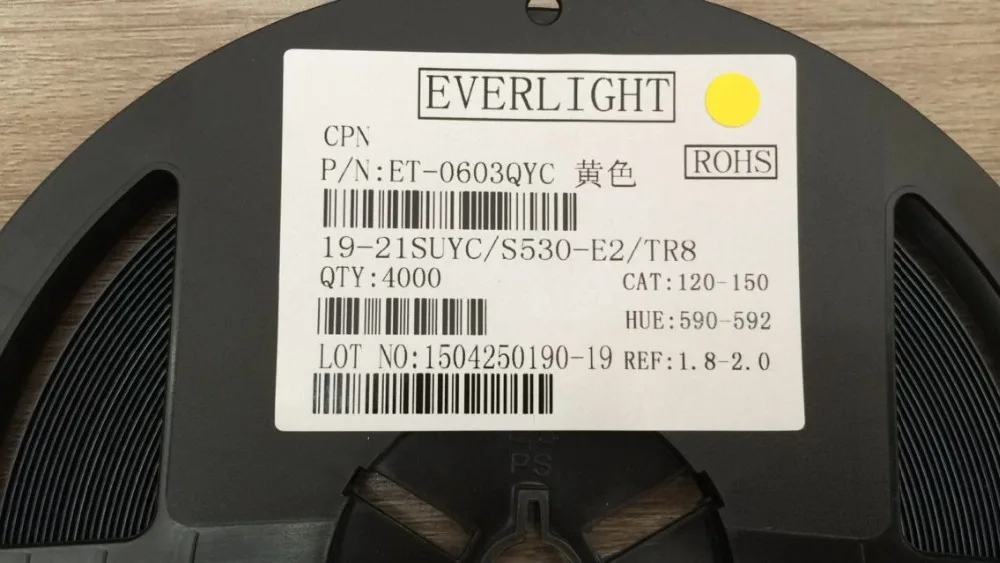 EVERLIGHT
CPN
P/N:ET-0603QYC 黄色
ROHS
19-21SUYC/S530-E2/TR8
QTY:4000
CAT:120-150
HUE:590-592
LOT NO:1504250190-19
REF:1.8-2.0
PS